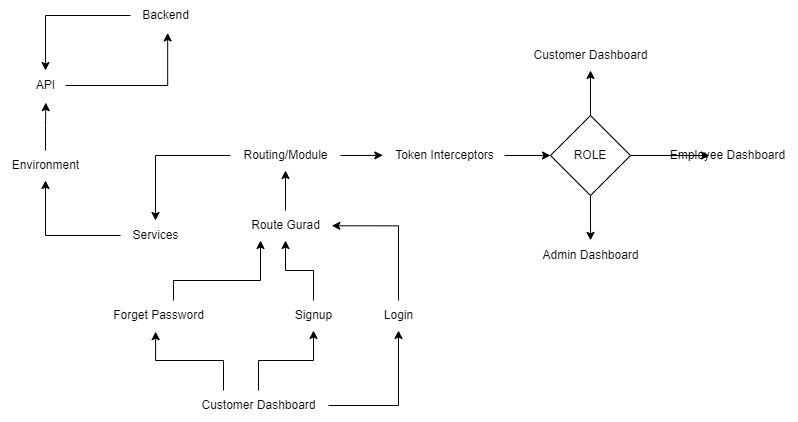 Backend
Customer Dashboard
API
Routing/Module
Token Interceptors
ROLE
Employee Dashboard
Environment
Route Gurad
Services
Admin Dashboard
Forget Password
Signup
Login
Customer Dashboard